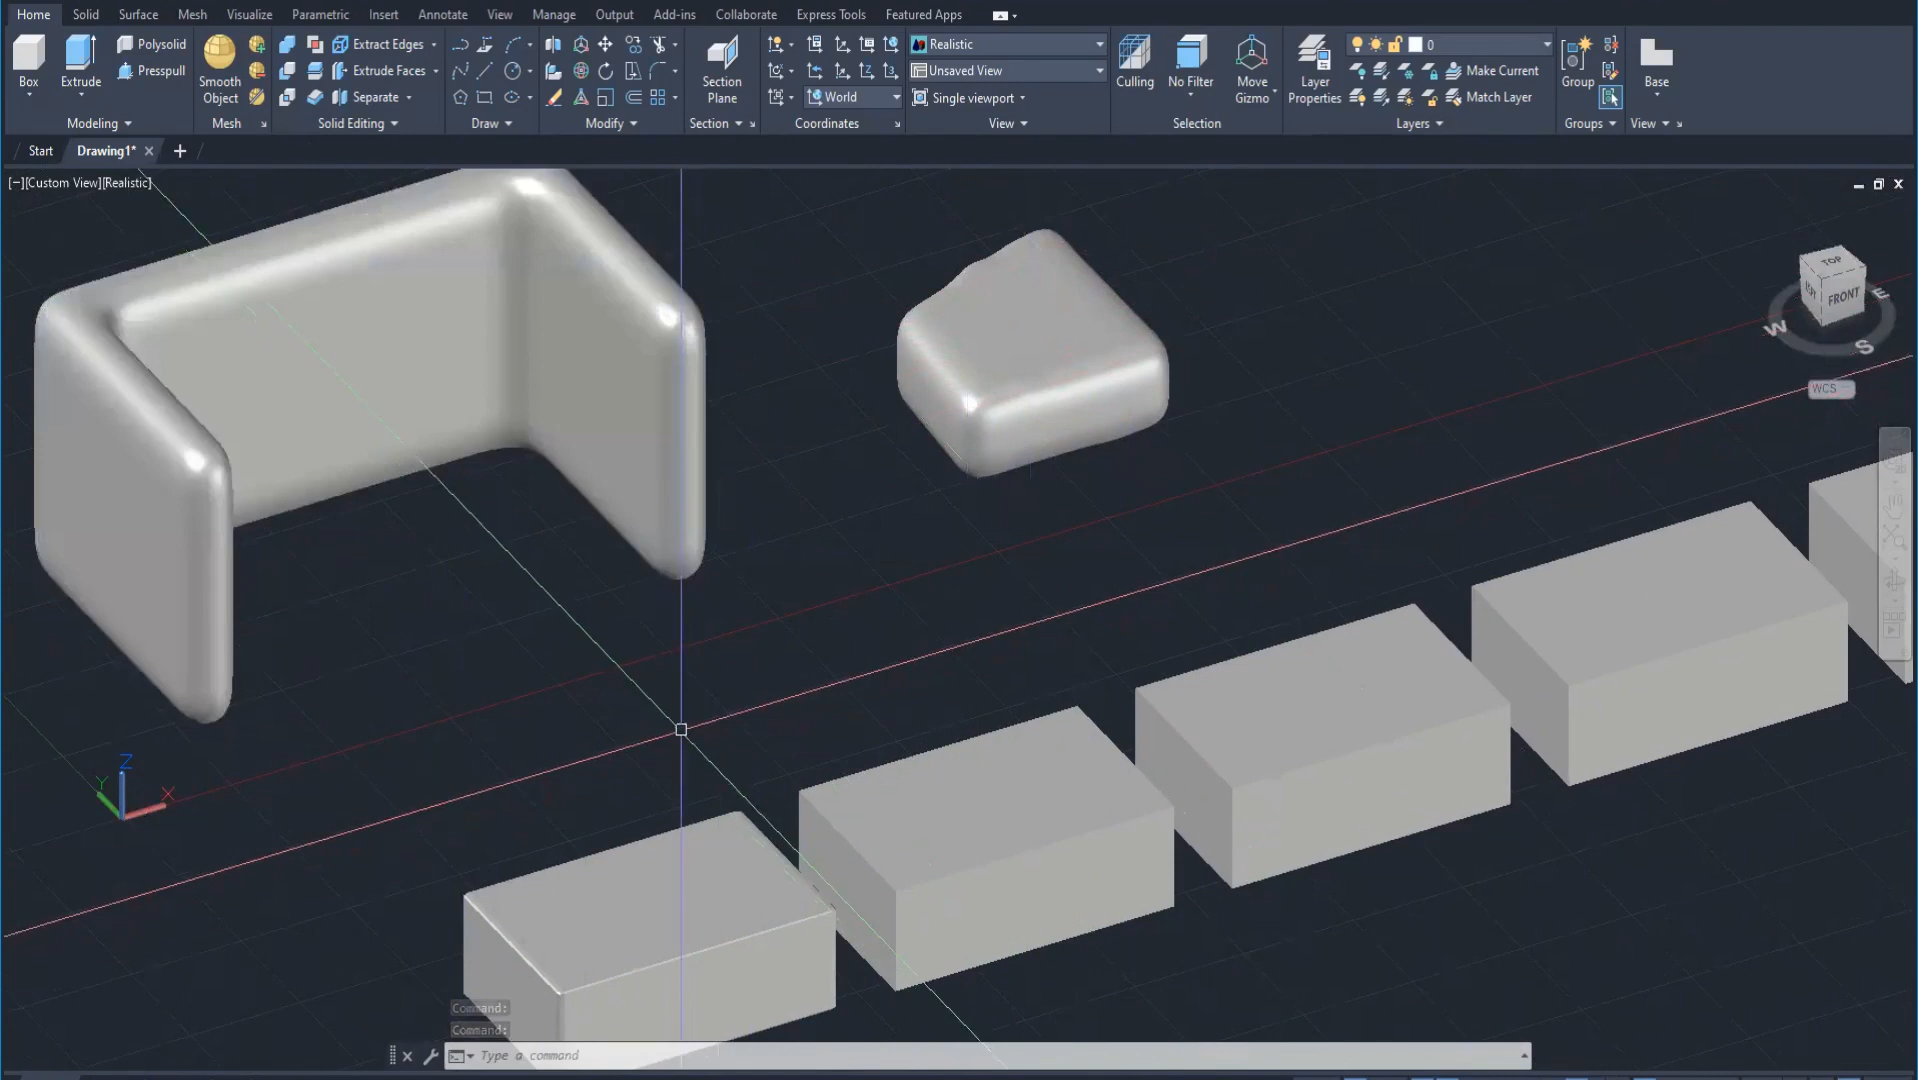 Home Solid Surface Mesh Visualize Parametric Insert Annotate View Manage Output Add-ins Collaborate Express Tools Featured Apps
Polysolid Extract Edges Realistic 0
Presspull Extrude Faces Unsaved View Make Current
Box Extrude Smooth Object Section Plane Culling No Filter Move Gizmo Layer Properties Group Base
Separate World Single viewport Match Layer
Modeling Mesh Solid Editing Draw Modify Section Coordinates View Selection Layers Groups View
Start Drawing1*
[−][Custom View][Realistic]
TOP
LEFT FRONT
E
W
S
WCS
Z
Y
X
Command:
Command:
Type a command